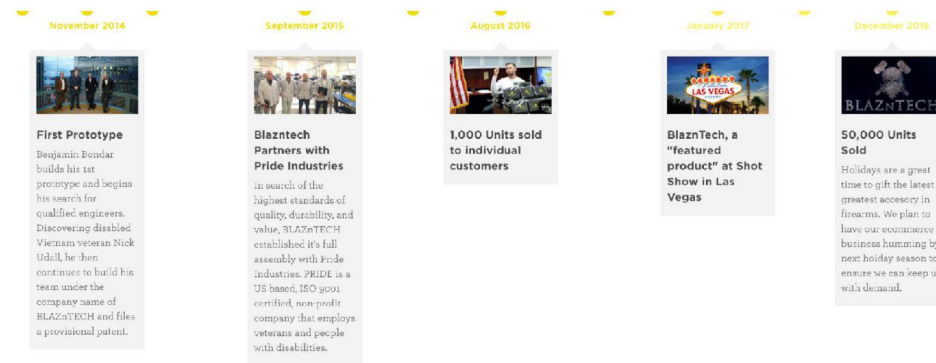 November 2014
First Prototype
Benjamin Bondar
builds his 1st
prototype and begins
his search for
qualified engineers.
Discovering disabled
Vietnam veteran Nick
Udall, he then
continues to build his
team under the
company name of
BLAZnTECH and files
a provisional patent.
September 2015
Blazntech
Partners with
Pride Industries
In search of the
highest standards of
quality, durability, and
value, BLAZnTECH
established it's full
assembly with Pride
Industries. PRIDE is a
US based, ISO 9001
certified, non-profit
company that employs
veterans and people
with disabilities.
August 2016
1,000 Units sold
to individual
customers
January 2017
LAS VEGAS
BlaznTech, a
"featured
product" at Shot
Show in Las
Vegas
December 2018
BLAZnTECH
50,000 Units
Sold
Holidays are a great
time to gift the latest
greatest accesory in
firearms. We plan to
have our ecommerce
business humming by
next hoiday season to
ensure we can keep u
with demand.